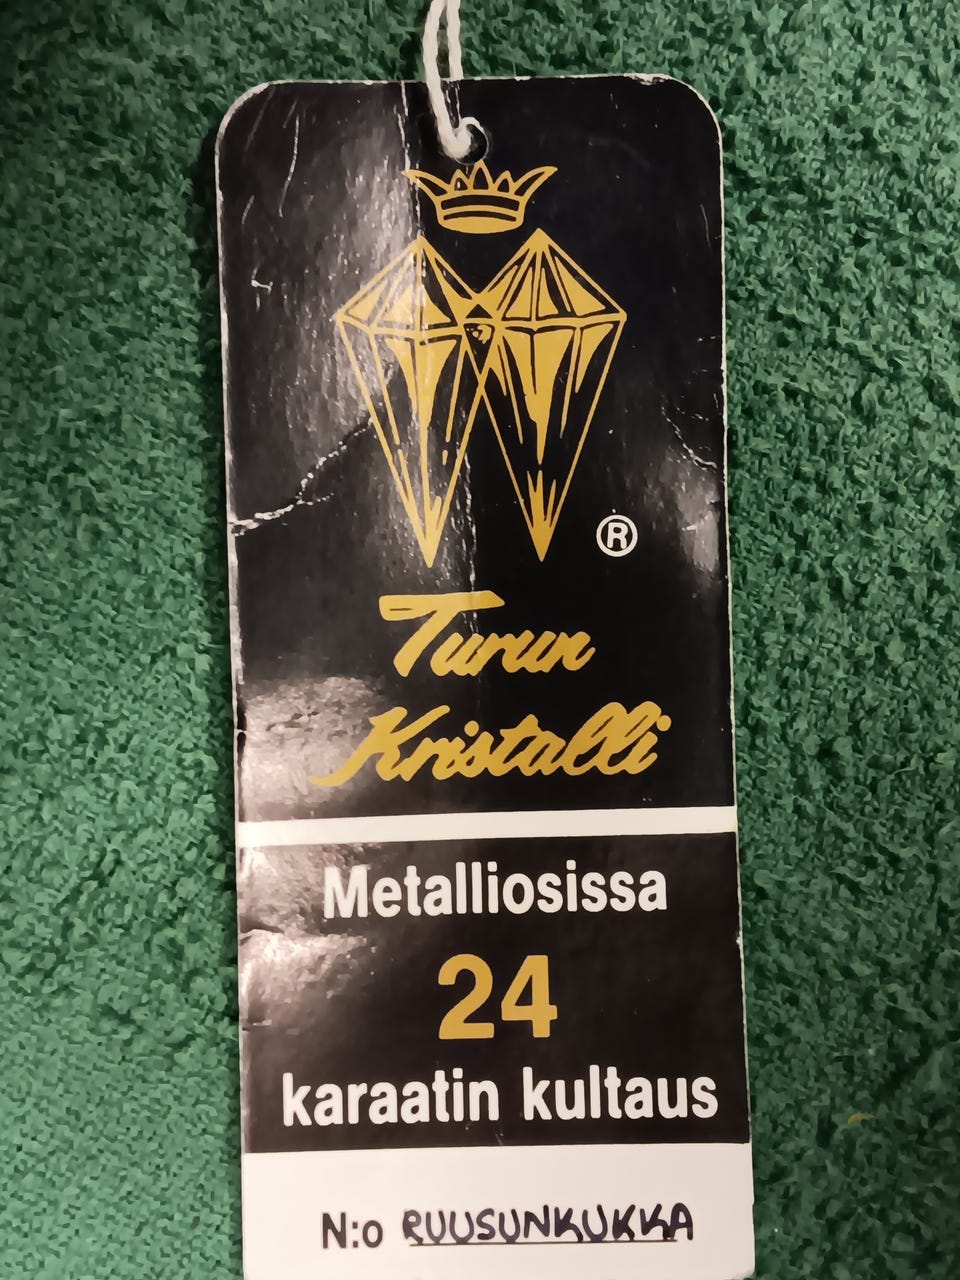 ®
Turun
Kristalli
Metalliosissa
24
karaatin kultaus
N:o RUUSUNKUKKA